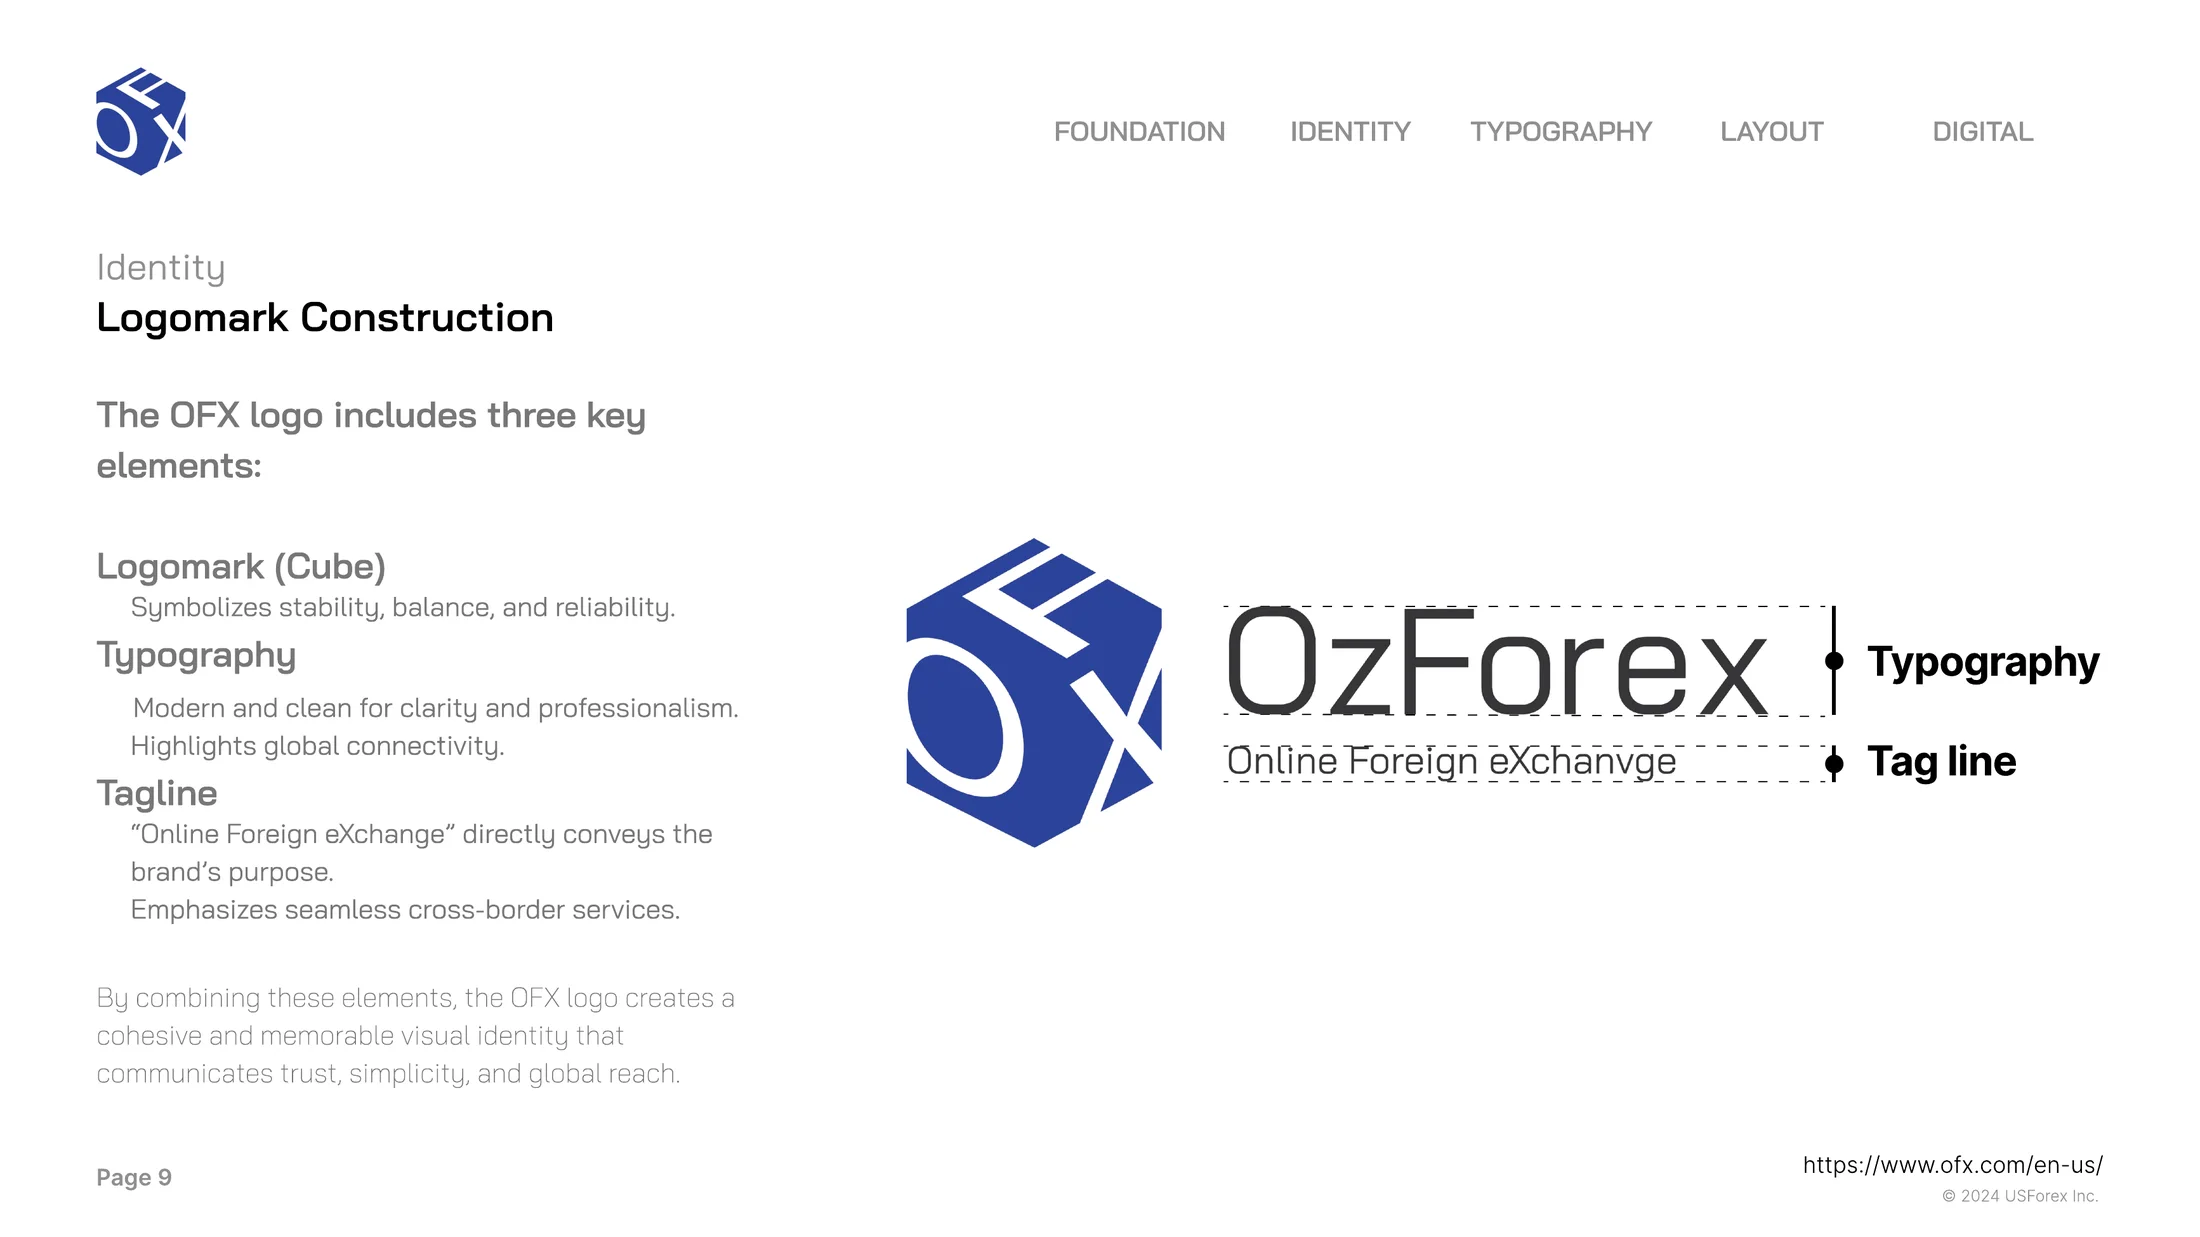 OFX
FOUNDATION IDENTITY TYPOGRAPHY LAYOUT DIGITAL
Identity
Logomark Construction
The OFX logo includes three key
elements:
Logomark (Cube)
Symbolizes stability, balance, and reliability.
Typography
Modern and clean for clarity and professionalism.
Highlights global connectivity.
Tagline
“Online Foreign eXchange” directly conveys the
brand’s purpose.
Emphasizes seamless cross-border services.
By combining these elements, the OFX logo creates a
cohesive and memorable visual identity that
communicates trust, simplicity, and global reach.
OFX
OzForex
Typography
Online Foreign eXchanvge
Tag line
Page 9
https://www.ofx.com/en-us/
© 2024 USForex Inc.